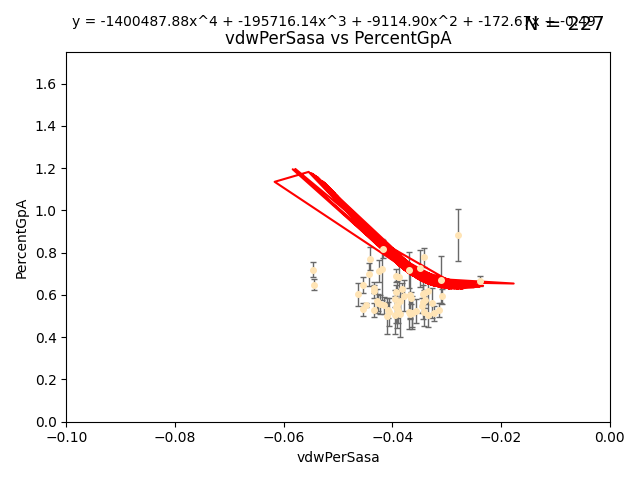 y = -1400487.88x^4 + -195716.14x^3 + -9114.90x^2 + -172.67x + -0.49
N = 227
vdwPerSasa vs PercentGpA
PercentGpA
1.6
1.4
1.2
1.0
0.8
0.6
0.4
0.2
0.0
−0.10 −0.08 −0.06 −0.04 −0.02 0.00
vdwPerSasa